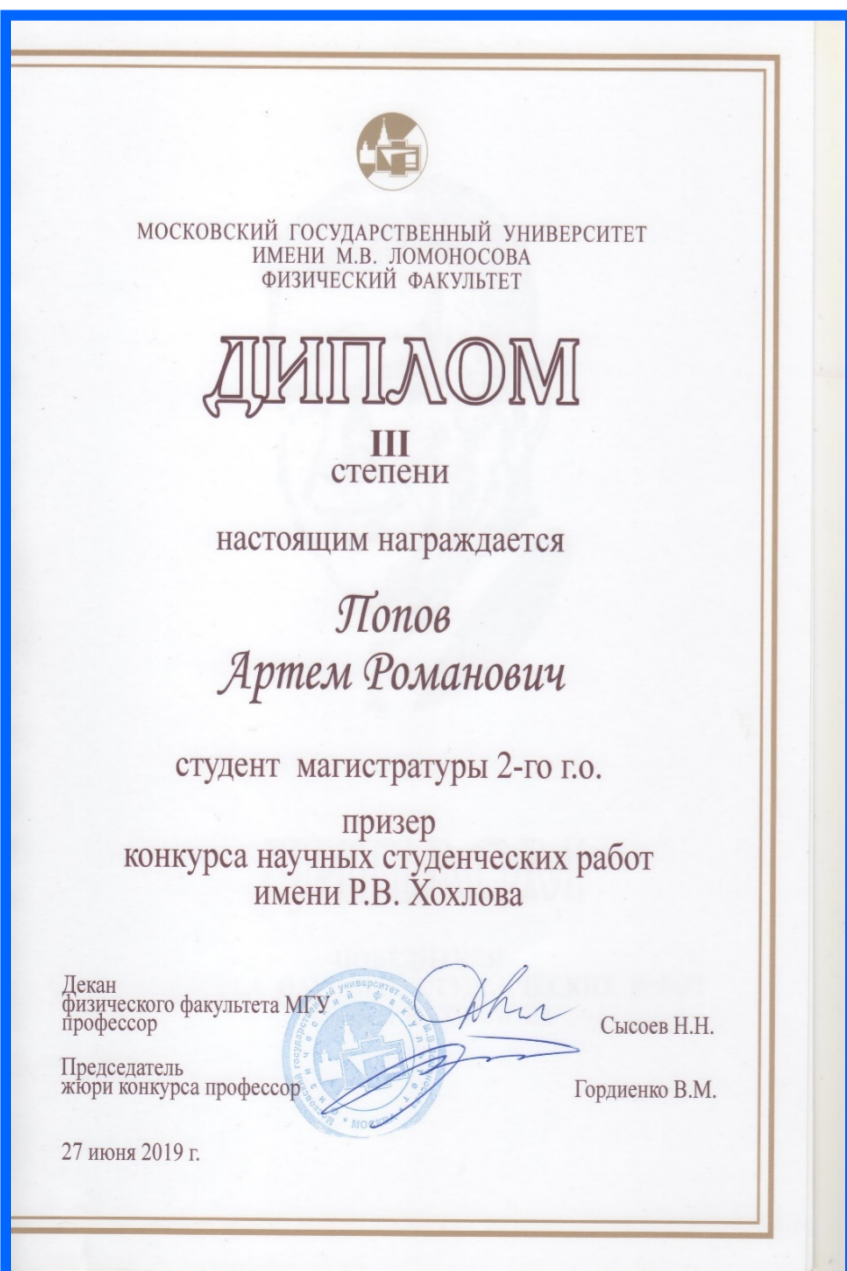 МОСКОВСКИЙ ГОСУДАРСТВЕННЫЙ УНИВЕРСИТЕТ
ИМЕНИ М.В. ЛОМОНОСОВА
ФИЗИЧЕСКИЙ ФАКУЛЬТЕТ
ДИПЛОМ
III
степени
настоящим награждается
Попов
Артем Романович
студент магистратуры 2-го г.о.
призер
конкурса научных студенческих работ
имени Р.В. Хохлова
Декан
физического факультета МГУ
профессор
Сысоев Н.Н.
Председатель
жюри конкурса профессор
Гордиенко В.М.
27 июня 2019 г.